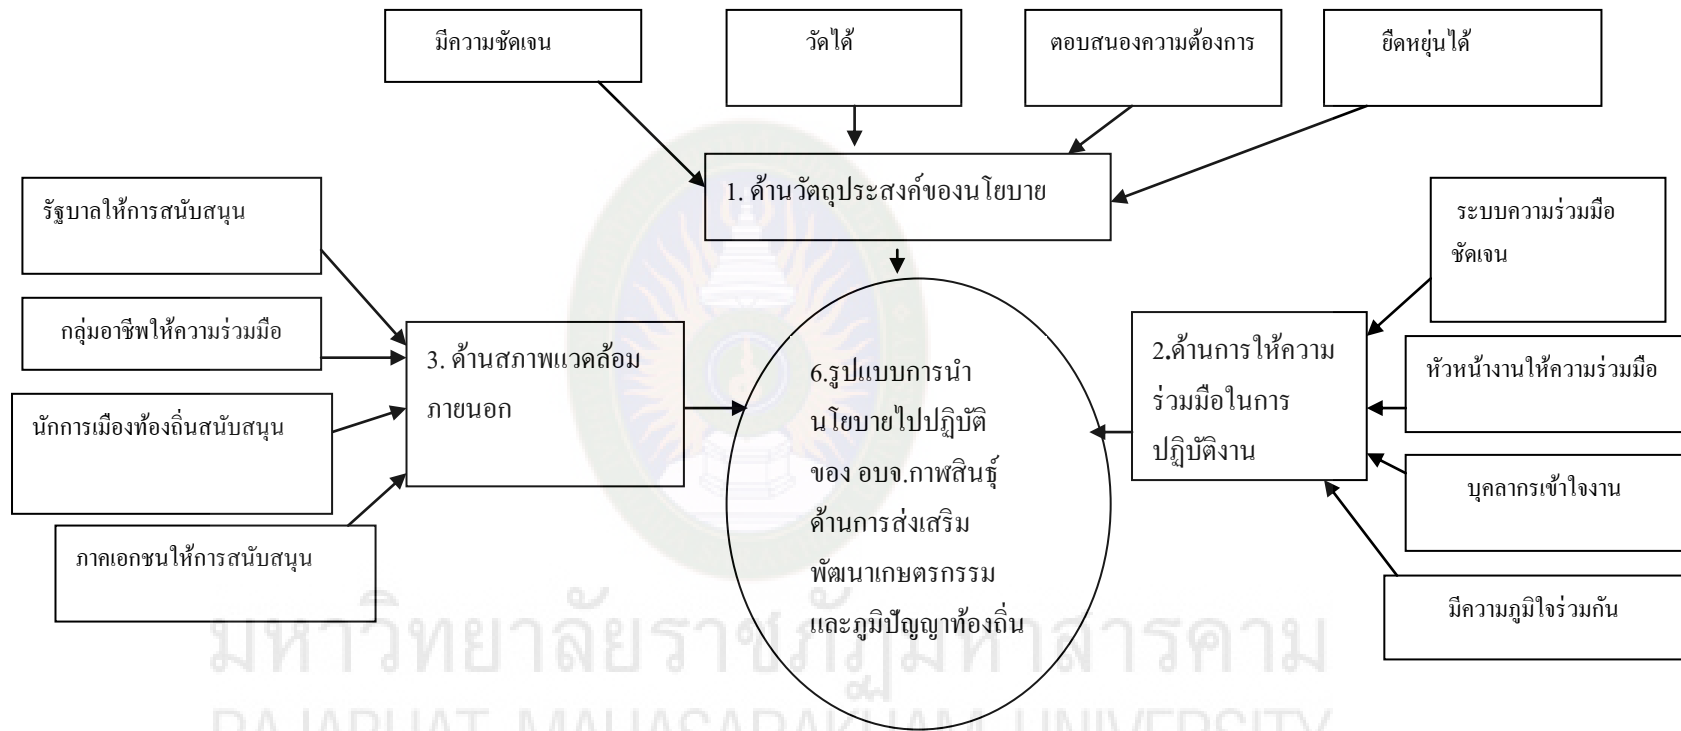 มีความชัดเจน
วัดได้
ตอบสนองความต้องการ
ยืดหยุ่นได้
1. ด้านวัตถุประสงค์ของนโยบาย
รัฐบาลให้การสนับสนุน
กลุ่มอาชีพให้ความร่วมมือ
นักการเมืองท้องถิ่นสนับสนุน
ภาคเอกชนให้การสนับสนุน
3. ด้านสภาพแวดล้อม
ภายนอก
6.รูปแบบการนำ
นโยบายไปปฏิบัติ
ของ อบจ.กาฬสินธุ์
ด้านการส่งเสริม
พัฒนาเกษตรกรรม
และภูมิปัญญาท้องถิ่น
2.ด้านการให้ความ
ร่วมมือในการ
ปฏิบัติงาน
ระบบความร่วมมือ
ชัดเจน
หัวหน้างานให้ความร่วมมือ
บุคลากรเข้าใจงาน
มีความภูมิใจร่วมกัน
มหาวิทยาลัยราชภัฏมหาสารคาม
RAJABHAT MAHASARAKHAM UNIVERSITY